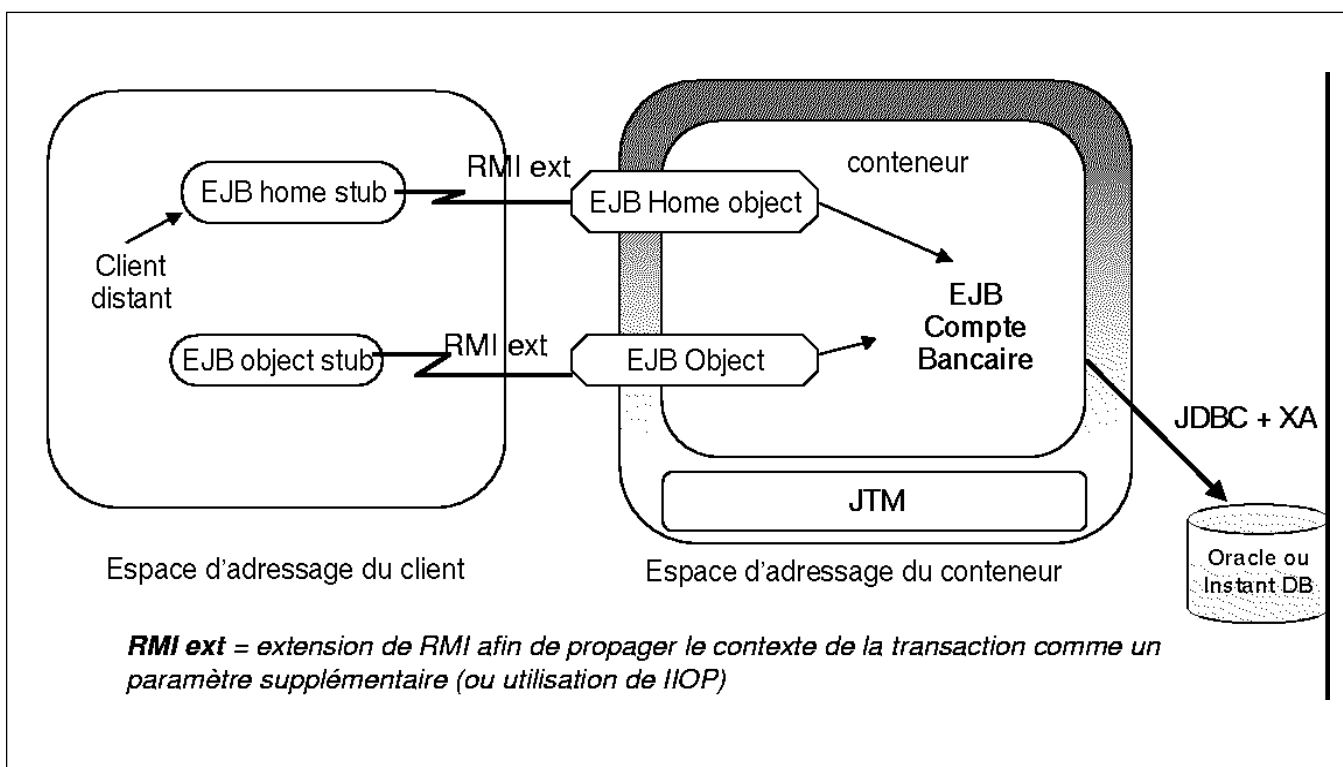 RMI ext
conteneur
EJB home stub
EJB Home object
Client
distant
EJB
Compte
Bancaire
RMI ext
EJB object stub
EJB Object
JDBC + XA
JTM
Oracle ou
Instant DB
Espace d'adressage du client
Espace d'adressage du conteneur
RMI ext = extension de RMI afin de propager le contexte de la transaction comme un
paramètre supplémentaire (ou utilisation de IIOP)